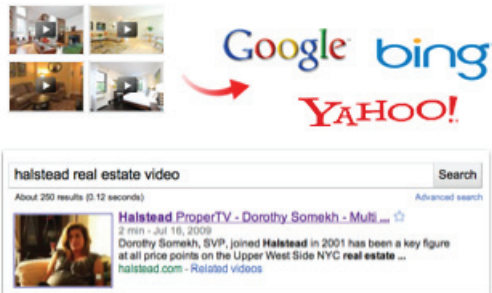 Google bing
YAHOO!
halstead real estate video Search
About 250 results (0.12 seconds) Advanced search
Halstead ProperTV - Dorothy Somekh - Multi ...
2 min - Jul 16, 2009
Dorothy Somekh, SVP, joined Halstead in 2001 has been a key figure
at all price points on the Upper West Side NYC real estate ...
halstead.com - Related videos